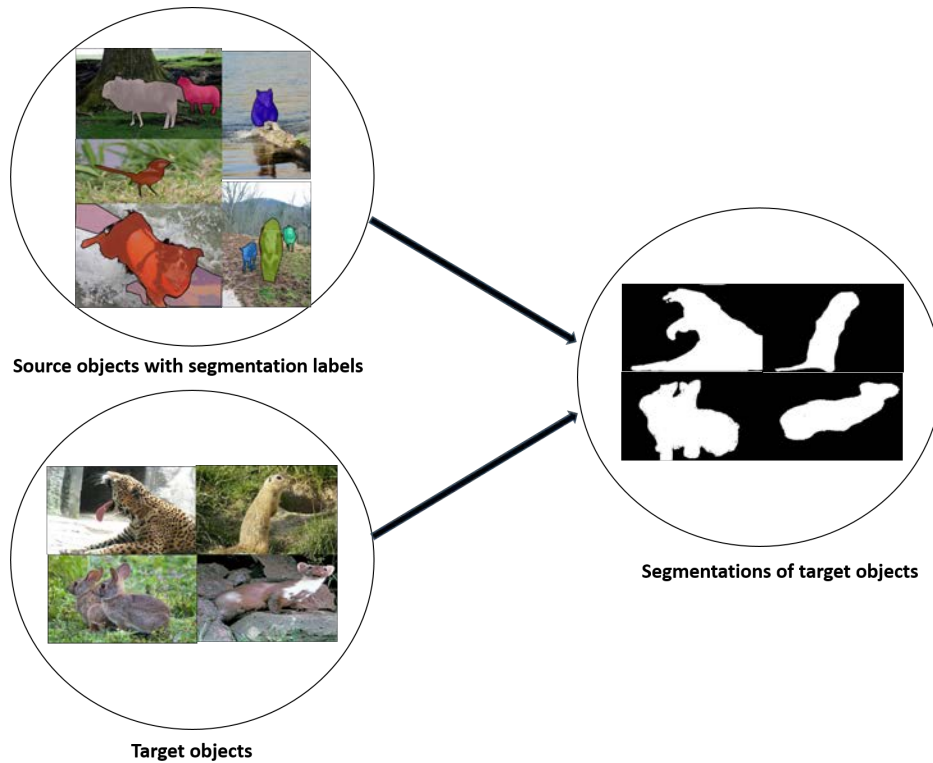 Source objects with segmentation labels
Segmentations of target objects
Target objects